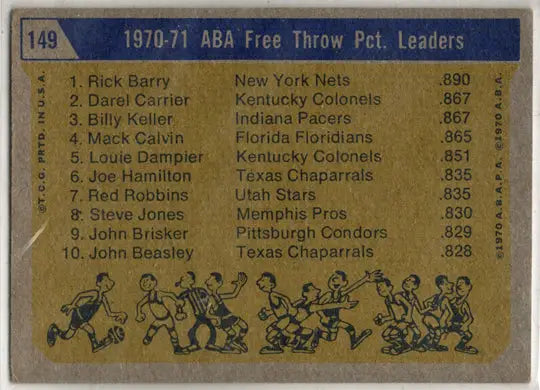 149 1970-71 ABA Free Throw Pct. Leaders
1. Rick Barry New York Nets .890
2. Darel Carrier Kentucky Colonels .867
3. Billy Keller Indiana Pacers .867
4. Mack Calvin Florida Floridians .865
5. Louie Dampier Kentucky Colonels .851
6. Joe Hamilton Texas Chaparrals .835
7. Red Robbins Utah Stars .835
8. Steve Jones Memphis Pros .830
9. John Brisker Pittsburgh Condors .829
10. John Beasley Texas Chaparrals .828
©T.C.G. PRTD. IN U.S.A.
©1970 A.B.A.P.A. ©1970 A.B.A.